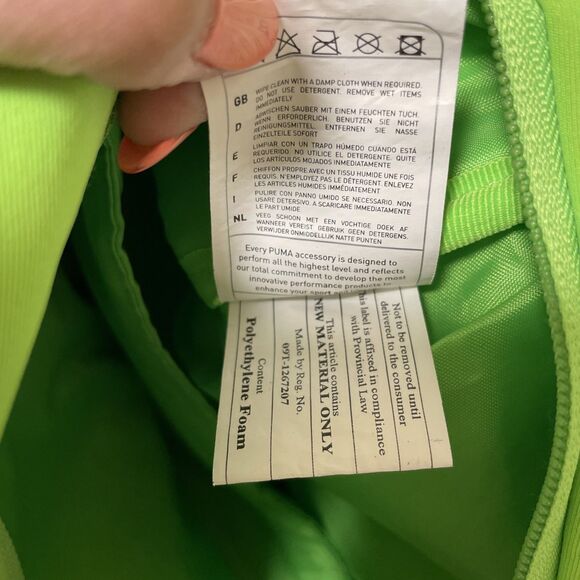 GB WIPE CLEAN WITH A DAMP CLOTH WHEN REQUIRED.
DO NOT USE DETERGENT. REMOVE WET ITEMS
IMMEDIATELY
D ABWISCHEN SAUBER MIT EINEM FEUCHTEN TUCH,
WENN ERFORDERLICH. BENUTZEN SIE NICHT
REINIGUNGSMITTEL. ENTFERNEN SIE NASSE
EINZELTEILE SOFORT
E LIMPIAR CON UN TRAPO HÚMEDO CUANDO ESTÁ
REQUERIDO. NO UTILICE EL DETERGENTE. QUITE
LOS ARTÍCULOS MOJADOS INMEDIATAMENTE
F CHIFFON PROPRE AVEC UN TISSU HUMIDE UNE FOIS
REQUIS. N'EMPLOYEZ PAS LE DÉTERGENT. ENLEVEZ
LES ARTICLES HUMIDES IMMÉDIATEMENT
I PULIRE CON PANNO UMIDO SE NECESSARIO. NON
USARE DETERSIVO. A SCARICARE IMMEDIATAMENTE
LE PART UMIDE
NL VEEG SCHOON MET EEN VOCHTIGE DOEK AF
WANNEER VEREIST GEBRUIK GEEN DETERGENS.
VERWIJDER ONMIDDELLIJK NATTE PUNTEN
Every PUMA accessory is designed to
perform all the highest level and reflects
our total commitment to develop the most
innovative performance products to
enhance your sport
Not to be removed until
delivered to the consumer
This label is affixed in compliance
with Provincial Law
This article contains
NEW MATERIAL ONLY
Made by Reg. No.
09T-1267207
Content
Polyethylene Foam